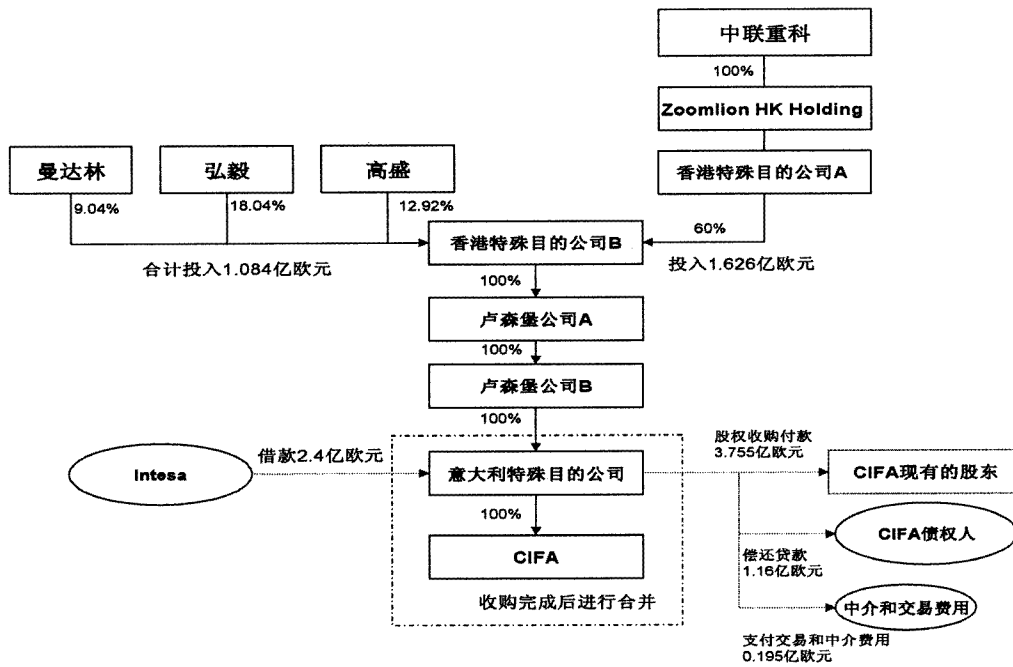 中联重科
100%
Zoomlion HK Holding
曼达林
弘毅
高盛
香港特殊目的公司A
9.04%
18.04%
12.92%
60%
香港特殊目的公司B
合计投入1.084亿欧元
投入1.626亿欧元
100%
卢森堡公司A
100%
卢森堡公司B
100%
股权收购付款
3.755亿欧元
借款2.4亿欧元
Intesa
意大利特殊目的公司
CIFA现有的股东
100%
CIFA债权人
CIFA
偿还贷款
1.16亿欧元
收购完成后进行合并
中介和交易费用
支付交易和中介费用
0.195亿欧元